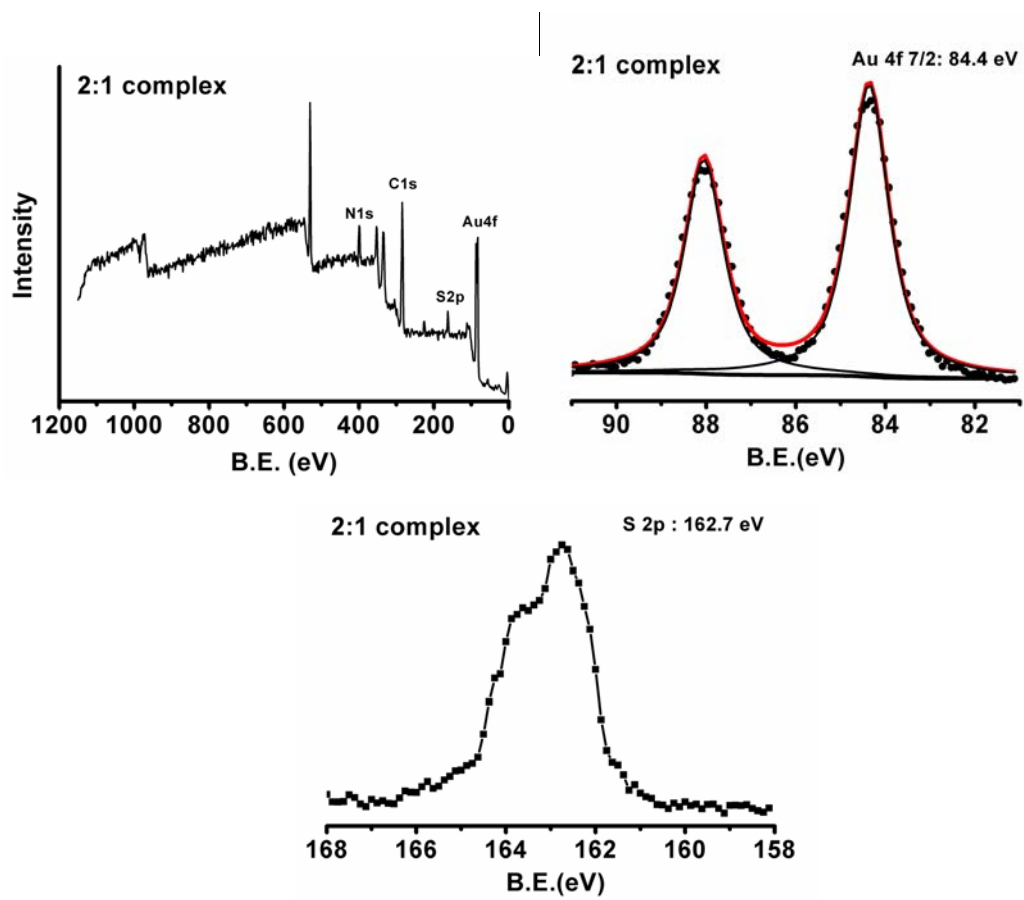 2:1 complex
Intensity
N1s
C1s
S2p
Au4f
1200 1000 800 600 400 200 0
B.E. (eV)
2:1 complex
Au 4f 7/2: 84.4 eV
90 88 86 84 82
B.E.(eV)
2:1 complex
S 2p : 162.7 eV
168 166 164 162 160 158
B.E.(eV)